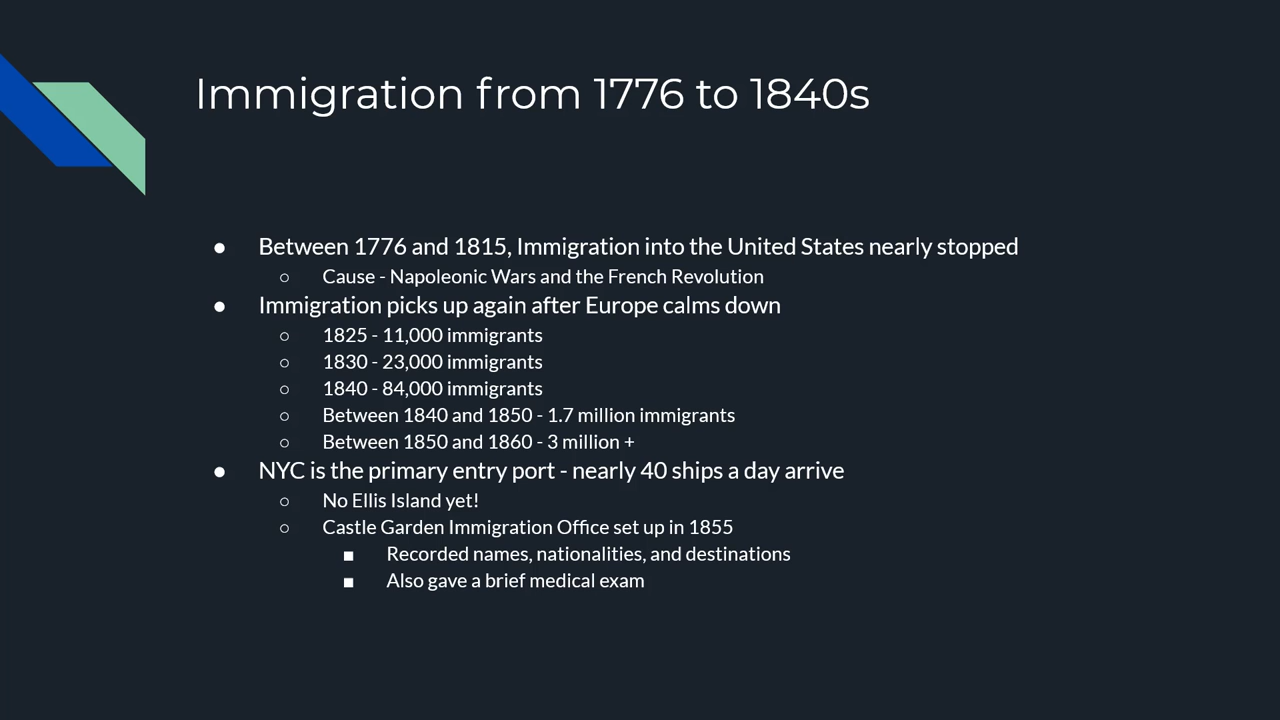 Immigration from 1776 to 1840s
● Between 1776 and 1815, Immigration into the United States nearly stopped
○ Cause - Napoleonic Wars and the French Revolution
● Immigration picks up again after Europe calms down
○ 1825 - 11,000 immigrants
○ 1830 - 23,000 immigrants
○ 1840 - 84,000 immigrants
○ Between 1840 and 1850 - 1.7 million immigrants
○ Between 1850 and 1860 - 3 million +
● NYC is the primary entry port - nearly 40 ships a day arrive
○ No Ellis Island yet!
○ Castle Garden Immigration Office set up in 1855
■ Recorded names, nationalities, and destinations
■ Also gave a brief medical exam